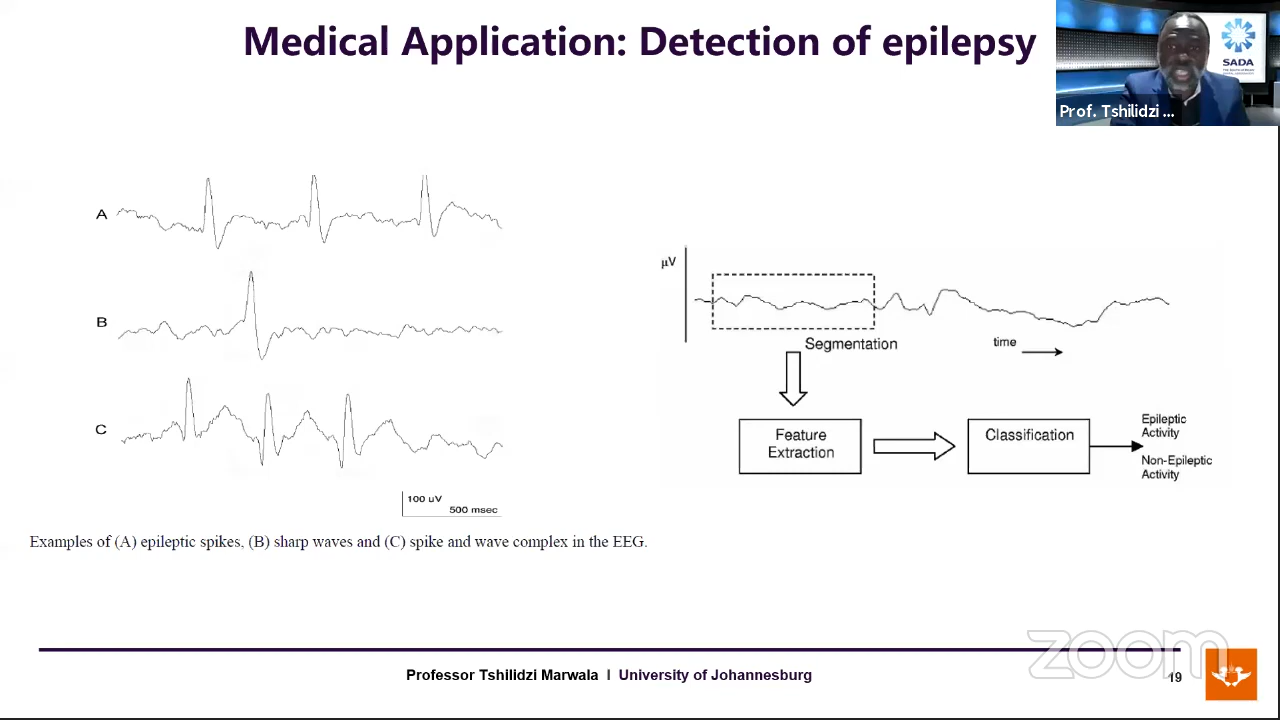 Medical Application: Detection of epilepsy
SADA
Prof. Tshilidzi ...
A
B
C
100 uV
500 msec
Examples of (A) epileptic spikes, (B) sharp waves and (C) spike and wave complex in the EEG.
μV
Segmentation
time
Feature
Extraction
Classification
Epileptic
Activity
Non-Epileptic
Activity
zoom
Professor Tshilidzi Marwala I University of Johannesburg
19